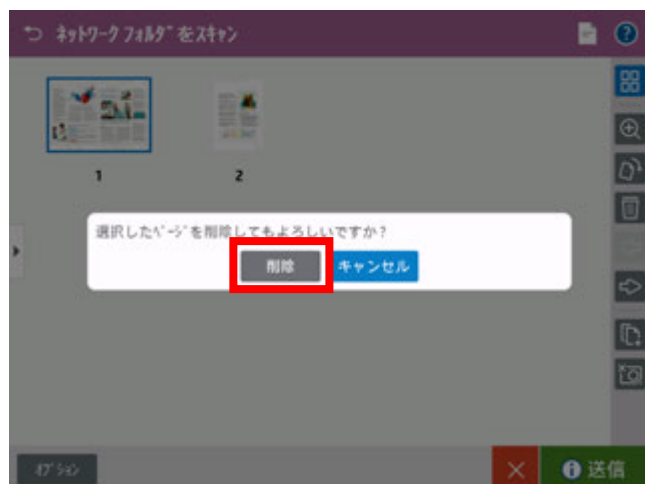 ﾈｯﾄﾜｰｸ ﾌｫﾙﾀﾞを ｽｷｬﾝ
1 2
選択したﾍﾟｰｼﾞを削除してもよろしいですか?
削除 キャンセル
ｵﾌﾟｼｮﾝ 送信